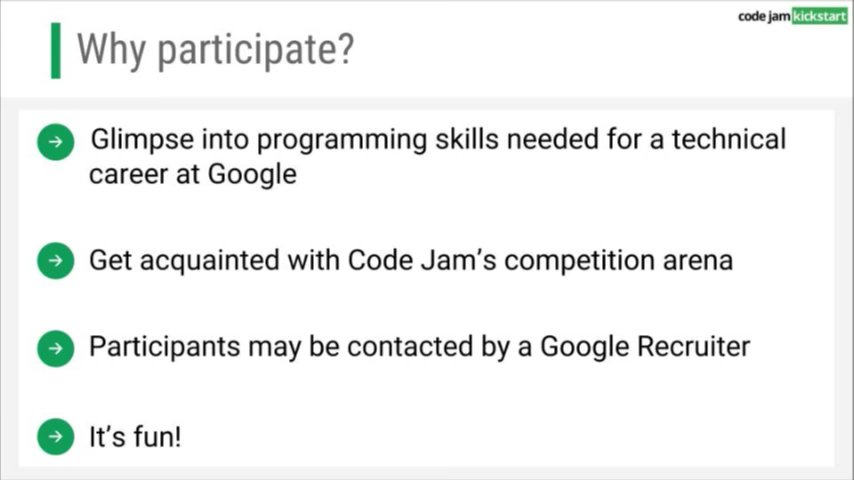 code jam kickstart
Why participate?
Glimpse into programming skills needed for a technical
career at Google
Get acquainted with Code Jam’s competition arena
Participants may be contacted by a Google Recruiter
It’s fun!